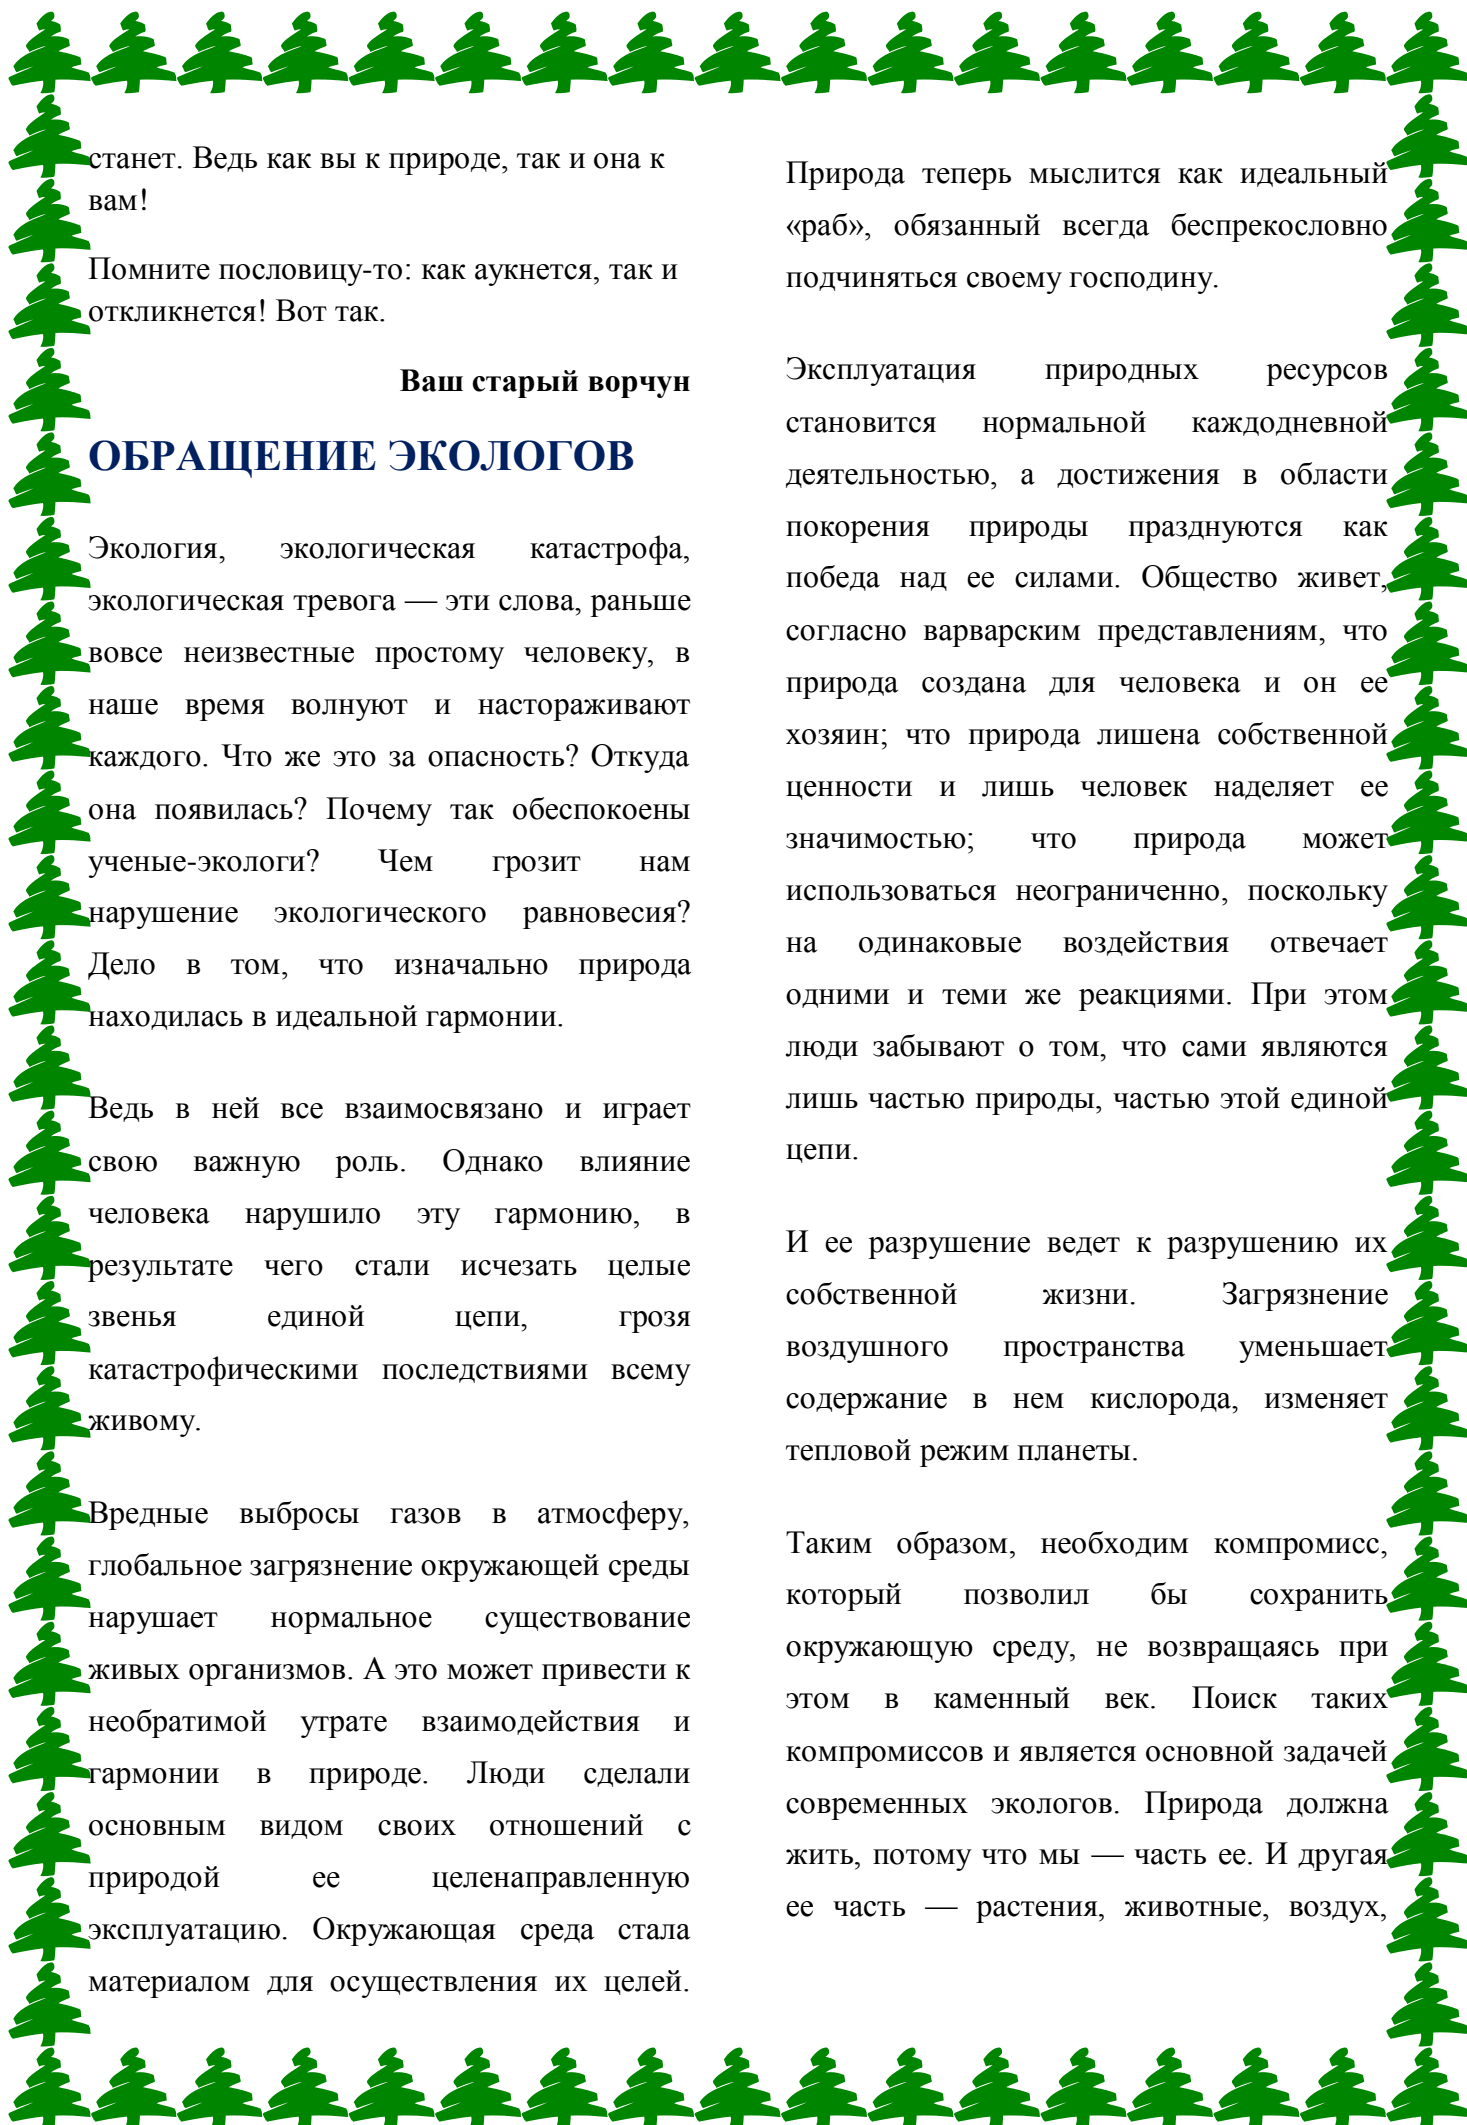 станет. Ведь как вы к природе, так и она к
вам!
Помните пословицу-то: как аукнется, так и
откликнется! Вот так.
Ваш старый ворчун
ОБРАЩЕНИЕ ЭКОЛОГОВ
Экология, экологическая катастрофа,
экологическая тревога — эти слова, раньше
вовсе неизвестные простому человеку, в
наше время волнуют и настораживают
каждого. Что же это за опасность? Откуда
она появилась? Почему так обеспокоены
ученые-экологи? Чем грозит нам
нарушение экологического равновесия?
Дело в том, что изначально природа
находилась в идеальной гармонии.
Ведь в ней все взаимосвязано и играет
свою важную роль. Однако влияние
человека нарушило эту гармонию, в
результате чего стали исчезать целые
звенья единой цепи, грозя
катастрофическими последствиями всему
живому.
Вредные выбросы газов в атмосферу,
глобальное загрязнение окружающей среды
нарушает нормальное существование
живых организмов. А это может привести к
необратимой утрате взаимодействия и
гармонии в природе. Люди сделали
основным видом своих отношений с
природой ее целенаправленную
эксплуатацию. Окружающая среда стала
материалом для осуществления их целей.
Природа теперь мыслится как идеальный
«раб», обязанный всегда беспрекословно
подчиняться своему господину.
Эксплуатация природных ресурсов
становится нормальной каждодневной
деятельностью, а достижения в области
покорения природы празднуются как
победа над ее силами. Общество живет,
согласно варварским представлениям, что
природа создана для человека и он ее
хозяин; что природа лишена собственной
ценности и лишь человек наделяет ее
значимостью; что природа может
использоваться неограниченно, поскольку
на одинаковые воздействия отвечает
одними и теми же реакциями. При этом
люди забывают о том, что сами являются
лишь частью природы, частью этой единой
цепи.
И ее разрушение ведет к разрушению их
собственной жизни. Загрязнение
воздушного пространства уменьшает
содержание в нем кислорода, изменяет
тепловой режим планеты.
Таким образом, необходим компромисс,
который позволил бы сохранить
окружающую среду, не возвращаясь при
этом в каменный век. Поиск таких
компромиссов и является основной задачей
современных экологов. Природа должна
жить, потому что мы — часть ее. И другая
ее часть — растения, животные, воздух,